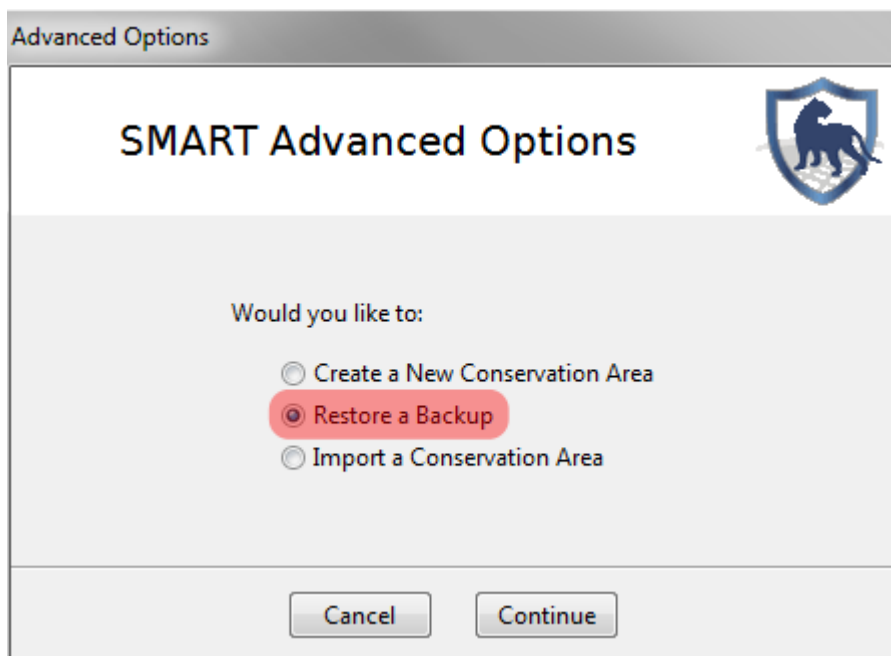 Advanced Options
SMART Advanced Options
Would you like to:
Create a New Conservation Area
Restore a Backup
Import a Conservation Area
Cancel Continue